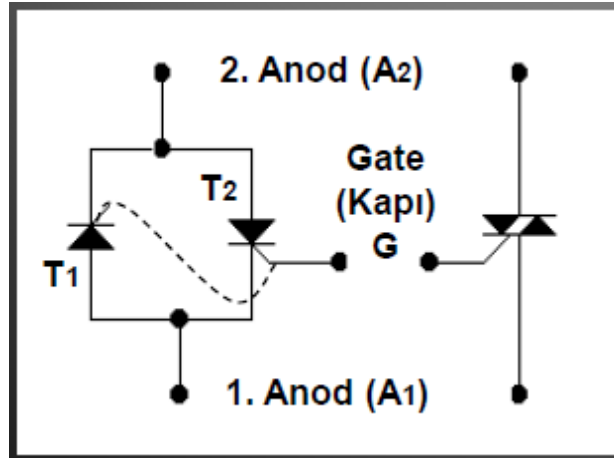 2. Anod (A2)
Gate
(Kapı)
G
T2
T1
1. Anod (A1)